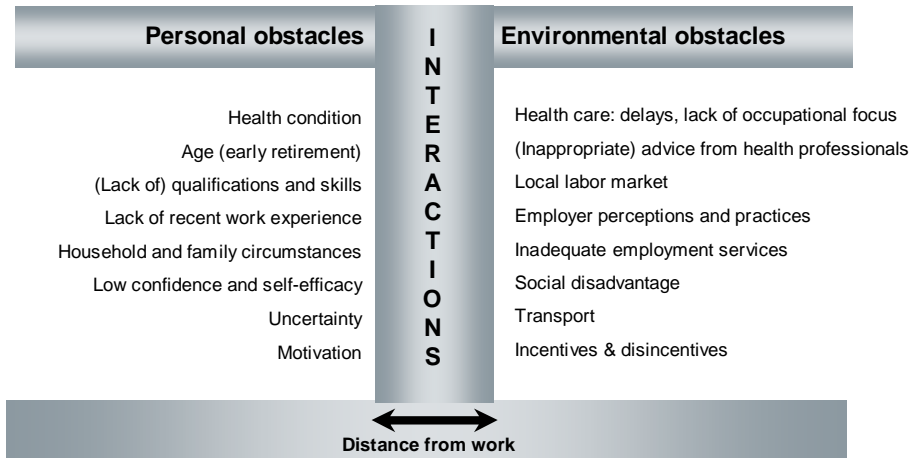 Personal obstacles
Health condition
Age (early retirement)
(Lack of) qualifications and skills
Lack of recent work experience
Household and family circumstances
Low confidence and self-efficacy
Uncertainty
Motivation
INTERACTIONS
Environmental obstacles
Health care: delays, lack of occupational focus
(Inappropriate) advice from health professionals
Local labor market
Employer perceptions and practices
Inadequate employment services
Social disadvantage
Transport
Incentives & disincentives
Distance from work